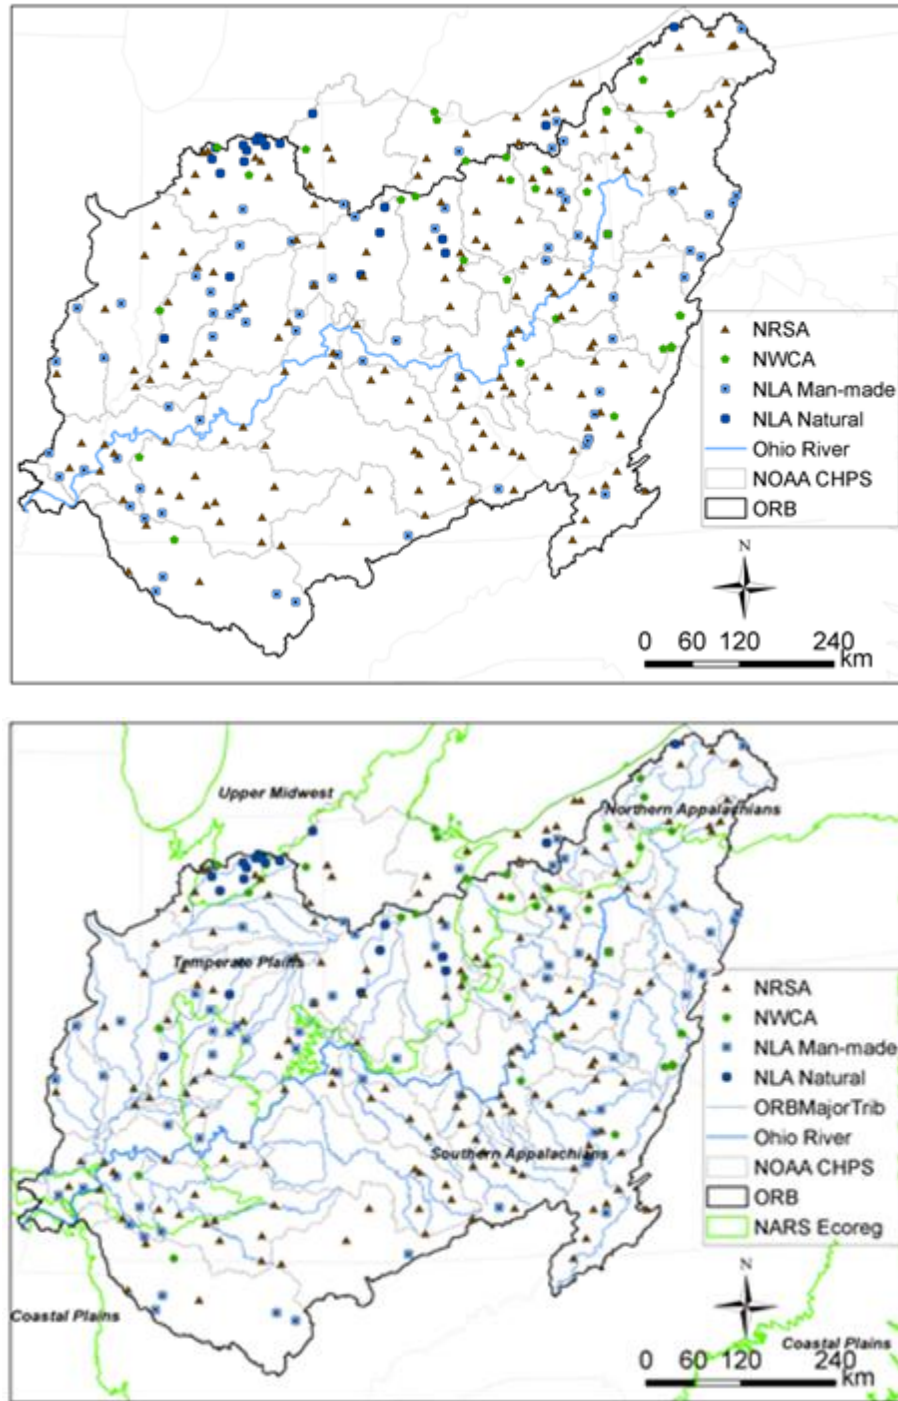 NRSA
NWCA
NLA Man-made
NLA Natural
Ohio River
NOAA CHPS
ORB
N
0 60 120 240
km
Upper Midwest
Northern Appalachians
Temperate Plains
NRSA
NWCA
NLA Man-made
NLA Natural
ORBMajorTrib
Ohio River
NOAA CHPS
ORB
NARS Ecoreg
Southern Appalachians
N
Coastal Plains
Coastal Plains
0 60 120 240
km